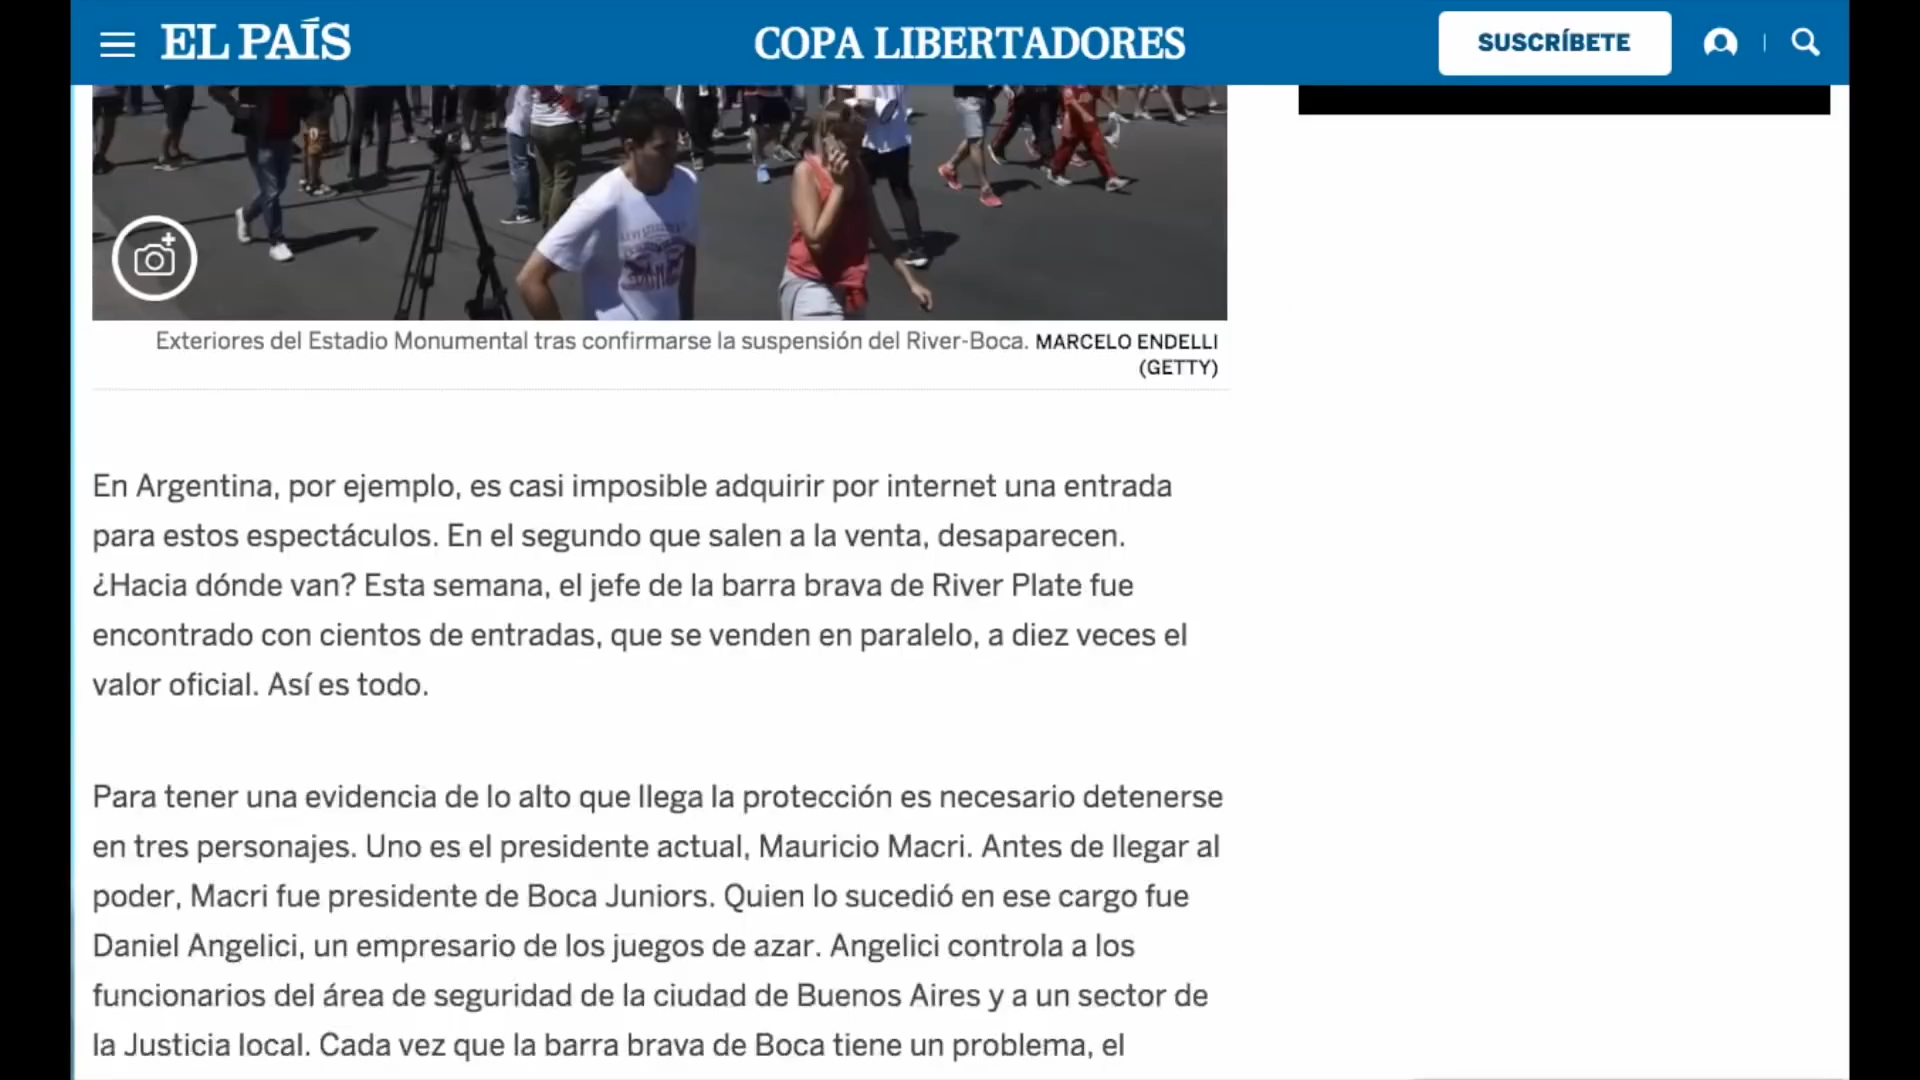 EL PAÍS
COPA LIBERTADORES
SUSCRÍBETE
Exteriores del Estadio Monumental tras confirmarse la suspensión del River-Boca. MARCELO ENDELLI
(GETTY)
En Argentina, por ejemplo, es casi imposible adquirir por internet una entrada
para estos espectáculos. En el segundo que salen a la venta, desaparecen.
¿Hacia dónde van? Esta semana, el jefe de la barra brava de River Plate fue
encontrado con cientos de entradas, que se venden en paralelo, a diez veces el
valor oficial. Así es todo.
Para tener una evidencia de lo alto que llega la protección es necesario detenerse
en tres personajes. Uno es el presidente actual, Mauricio Macri. Antes de llegar al
poder, Macri fue presidente de Boca Juniors. Quien lo sucedió en ese cargo fue
Daniel Angelici, un empresario de los juegos de azar. Angelici controla a los
funcionarios del área de seguridad de la ciudad de Buenos Aires y a un sector de
la Justicia local. Cada vez que la barra brava de Boca tiene un problema, el